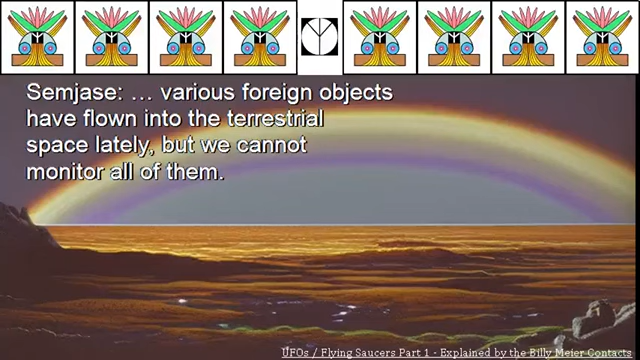 Semjase: … various foreign objects
have flown into the terrestrial
space lately, but we cannot
monitor all of them.
UFOs / Flying Saucers Part 1 - Explained by the Billy Meier Contacts